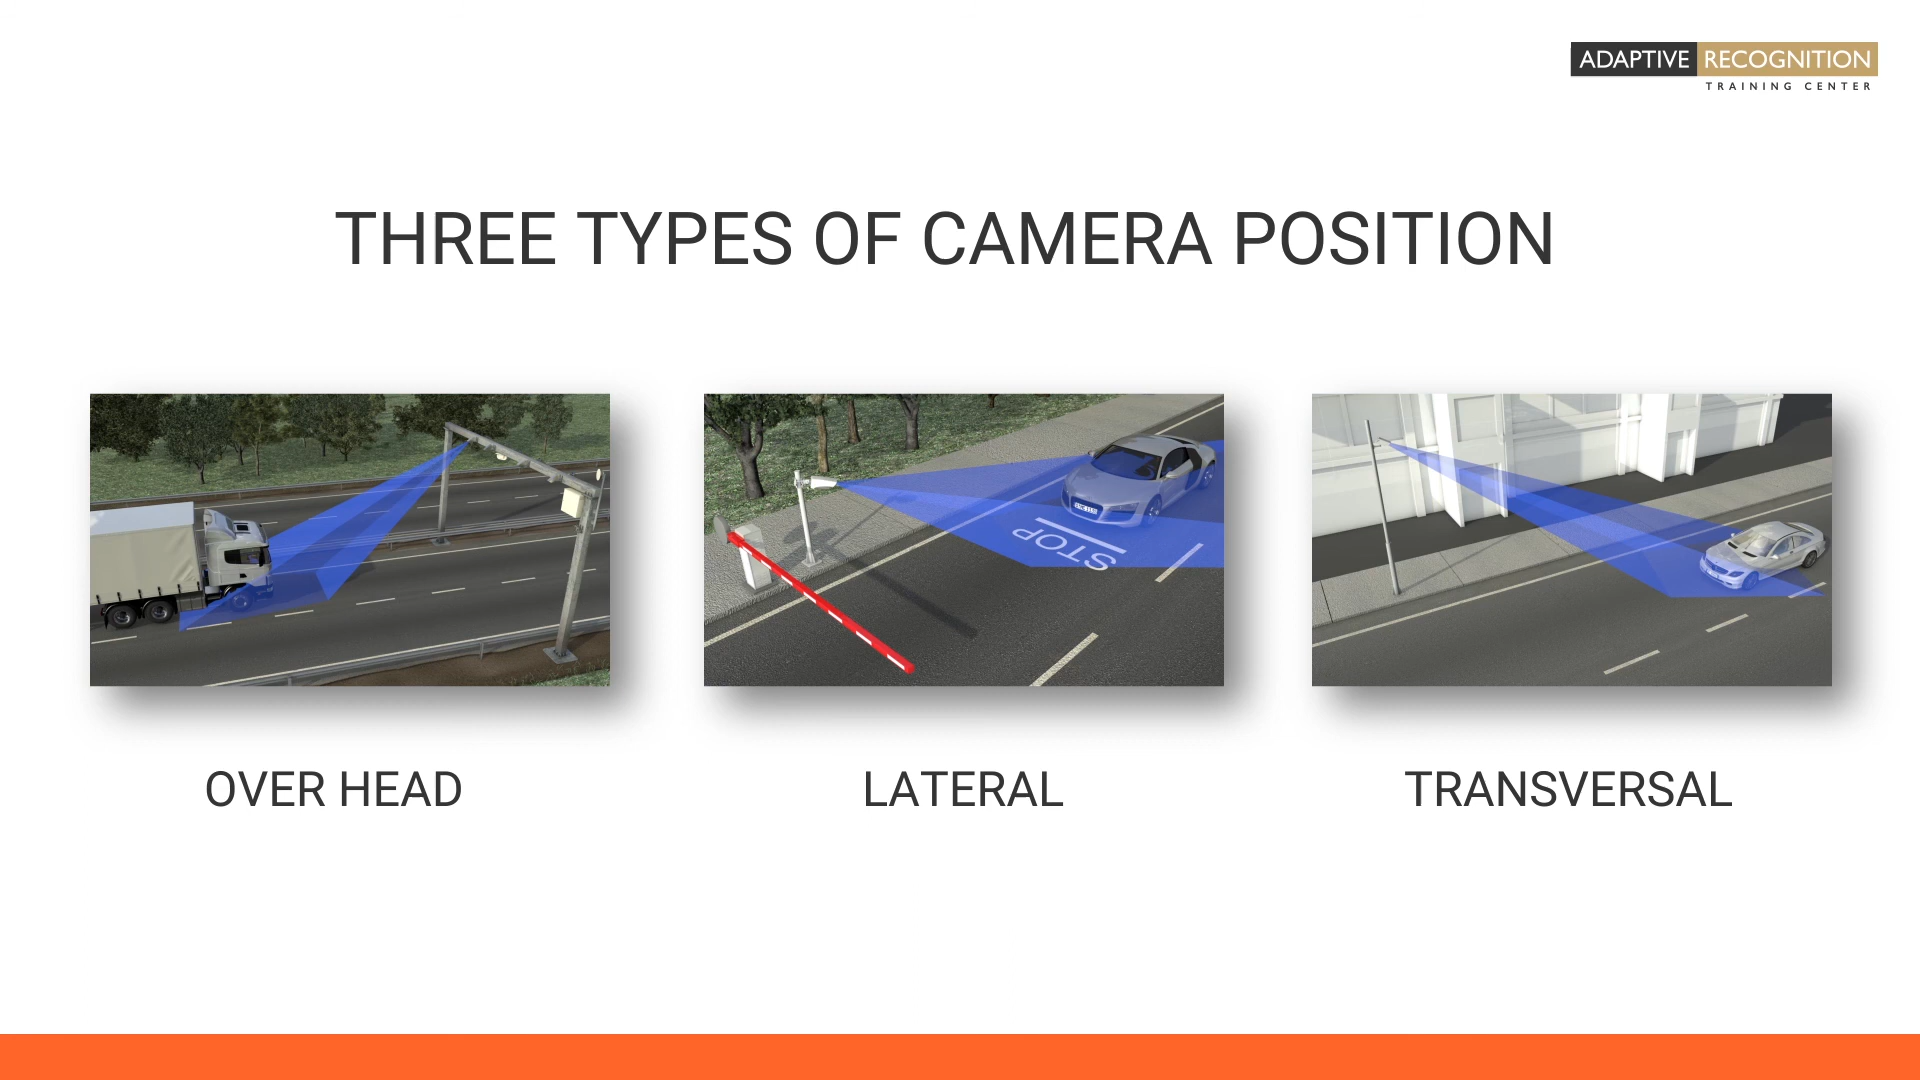 ADAPTIVE RECOGNITION
TRAINING CENTER
THREE TYPES OF CAMERA POSITION
STOP
OVER HEAD
LATERAL
TRANSVERSAL